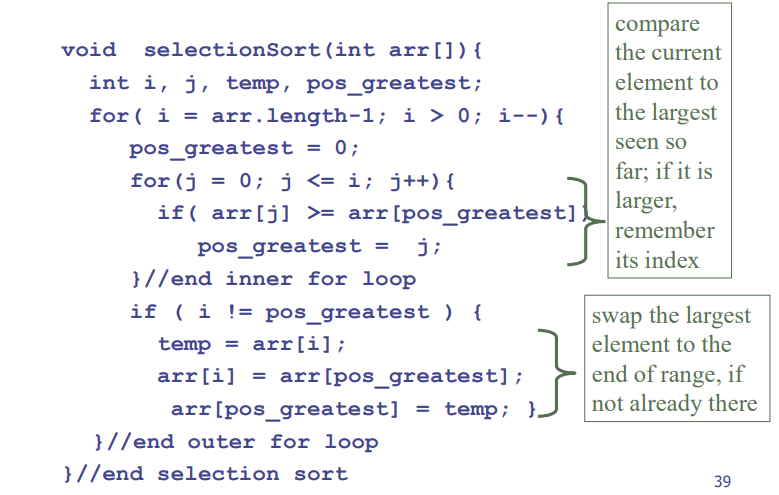 void selectionSort(int arr[]){
int i, j, temp, pos_greatest;
for( i = arr.length-1; i > 0; i--){
pos_greatest = 0;
for(j = 0; j <= i; j++){
if( arr[j] >= arr[pos_greatest])
pos_greatest = j;
}//end inner for loop
if ( i != pos_greatest ) {
temp = arr[i];
arr[i] = arr[pos_greatest];
arr[pos_greatest] = temp; }
}//end outer for loop
}//end selection sort
compare
the current
element to
the largest
seen so
far; if it is
larger,
remember
its index
swap the largest
element to the
end of range, if
not already there
39